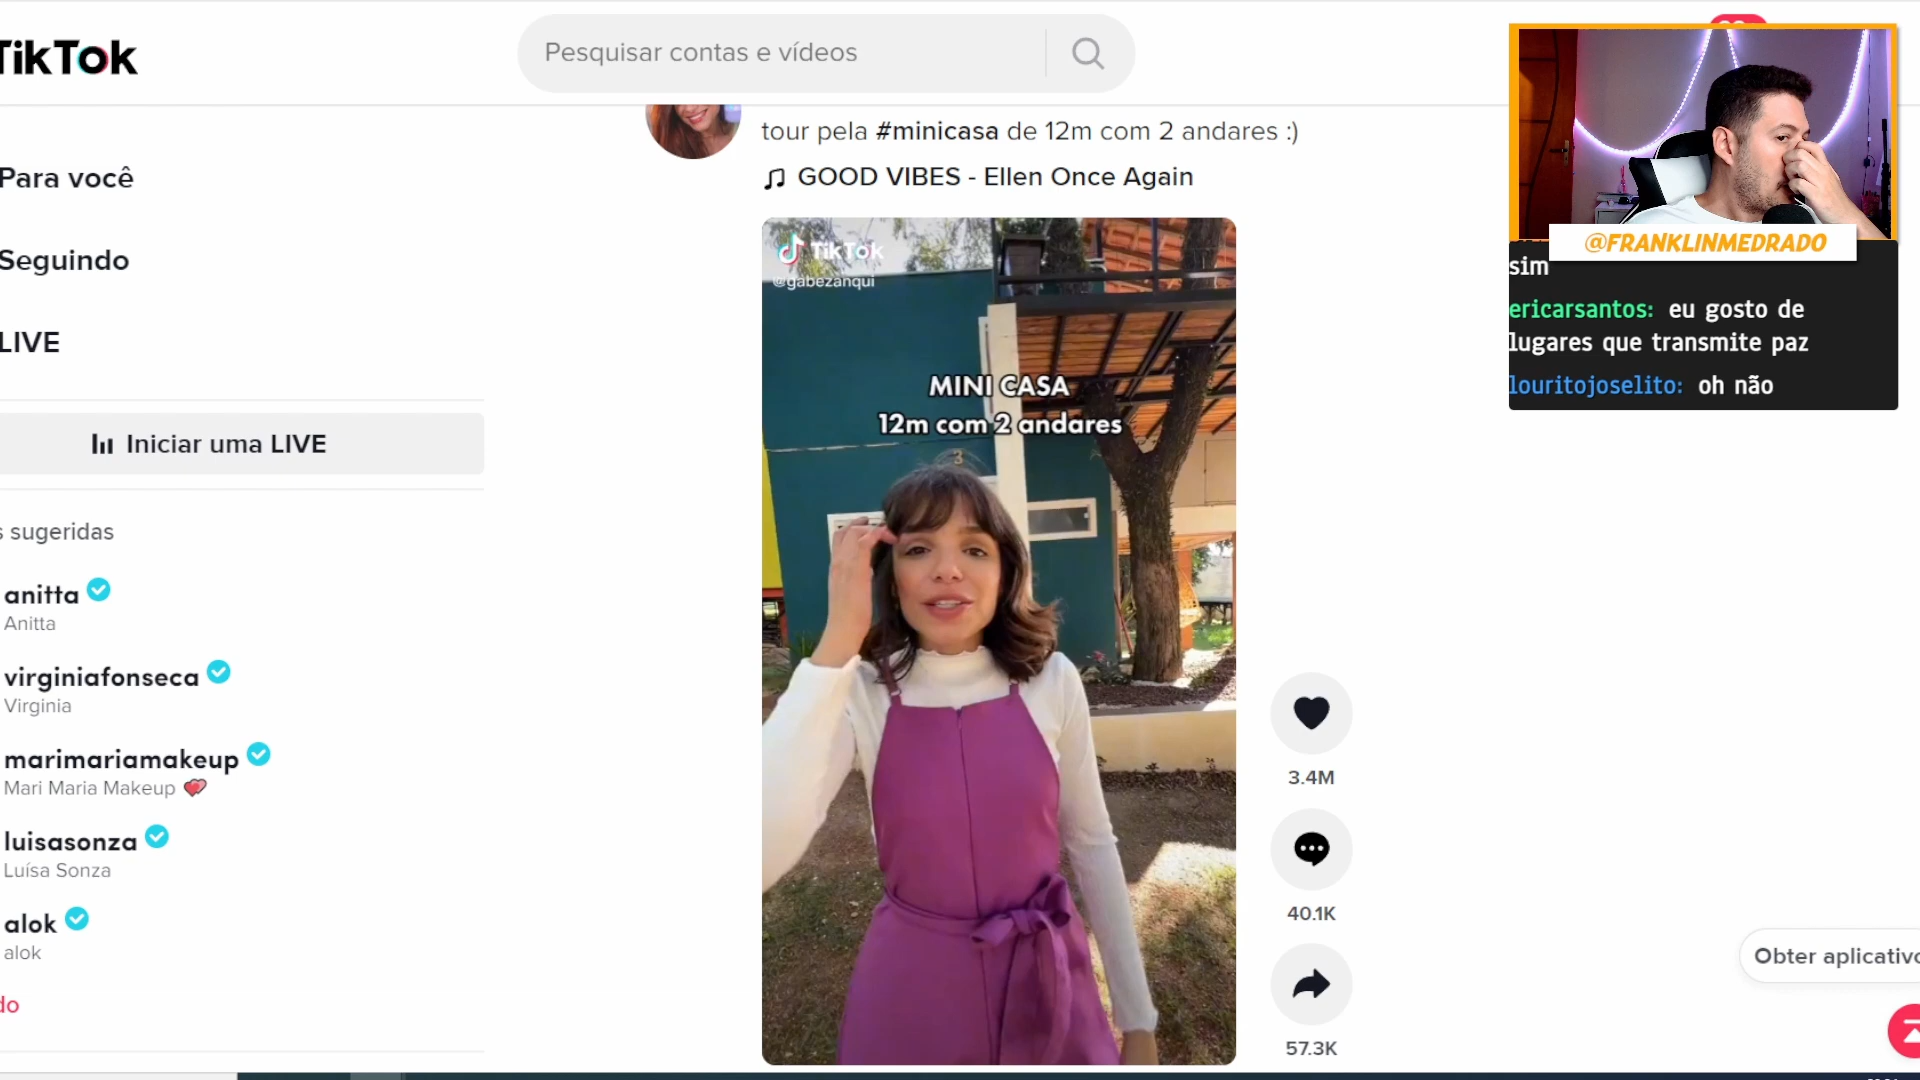 TikTok
Pesquisar contas e vídeos
Para você
Seguindo
LIVE
Iniciar uma LIVE
sugeridas
anitta
Anitta
virginiafonseca
Virginia
marimariamakeup
Mari Maria Makeup
luisasonza
Luísa Sonza
alok
alok
tour pela #minicasa de 12m com 2 andares :)
GOOD VIBES - Ellen Once Again
TikTok
@gabezanqui
MINI CASA
12m com 2 andares
3
3.4M
40.1K
57.3K
@FRANKLINMEDRADO
sim
ericarsantos: eu gosto de
lugares que transmite paz
louritojoselito: oh não
Obter aplicativo